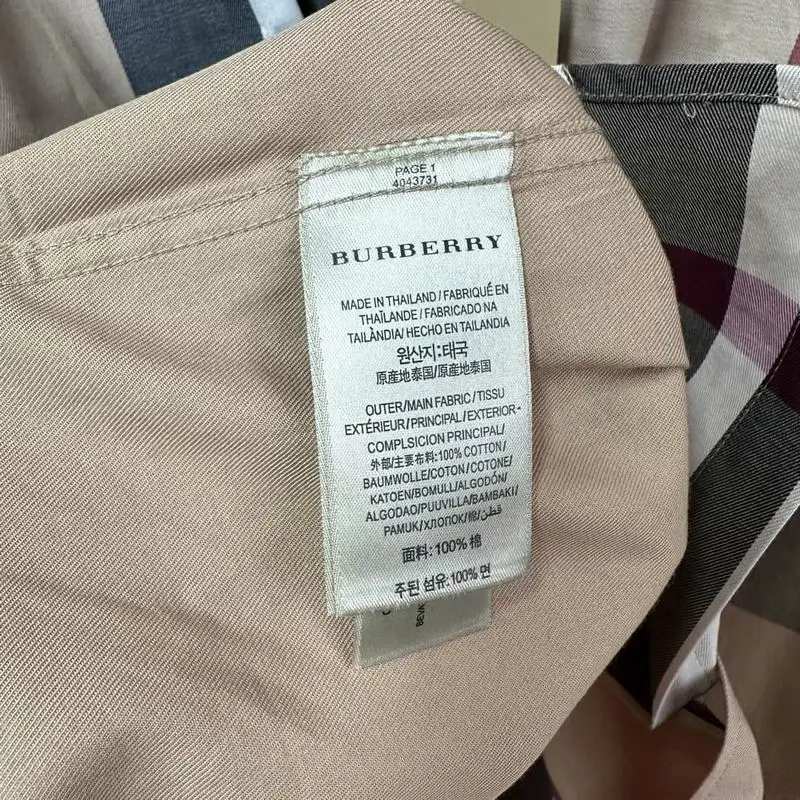 PAGE 1
4043731
BURBERRY
MADE IN THAILAND / FABRIQUÉ EN
THAÏLANDE / FABRICADO NA
TAILÀNDIA/ HECHO EN TAILANDIA
원산지:태국
原産地泰国/原產地泰国
OUTER/MAIN FABRIC / TISSU
EXTÉRIEUR/PRINCIPAL/EXTERIOR-
COMPLSICION PRINCIPAL/
外部/主要布料:100% COTTON/
BAUMWOLLE/COTON/COTONE/
KATOEN/BOMULL/ALGODÓN/
ALGODAO/PUUVILLA/BAMBAKI/
PAMUK/ХЛОПОК/棉/قطن
面料:100% 棉
주된 섬유:100% 면